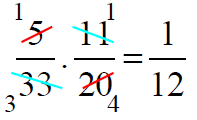 1 5/33 · 11 1/20 = 1/12
3 4